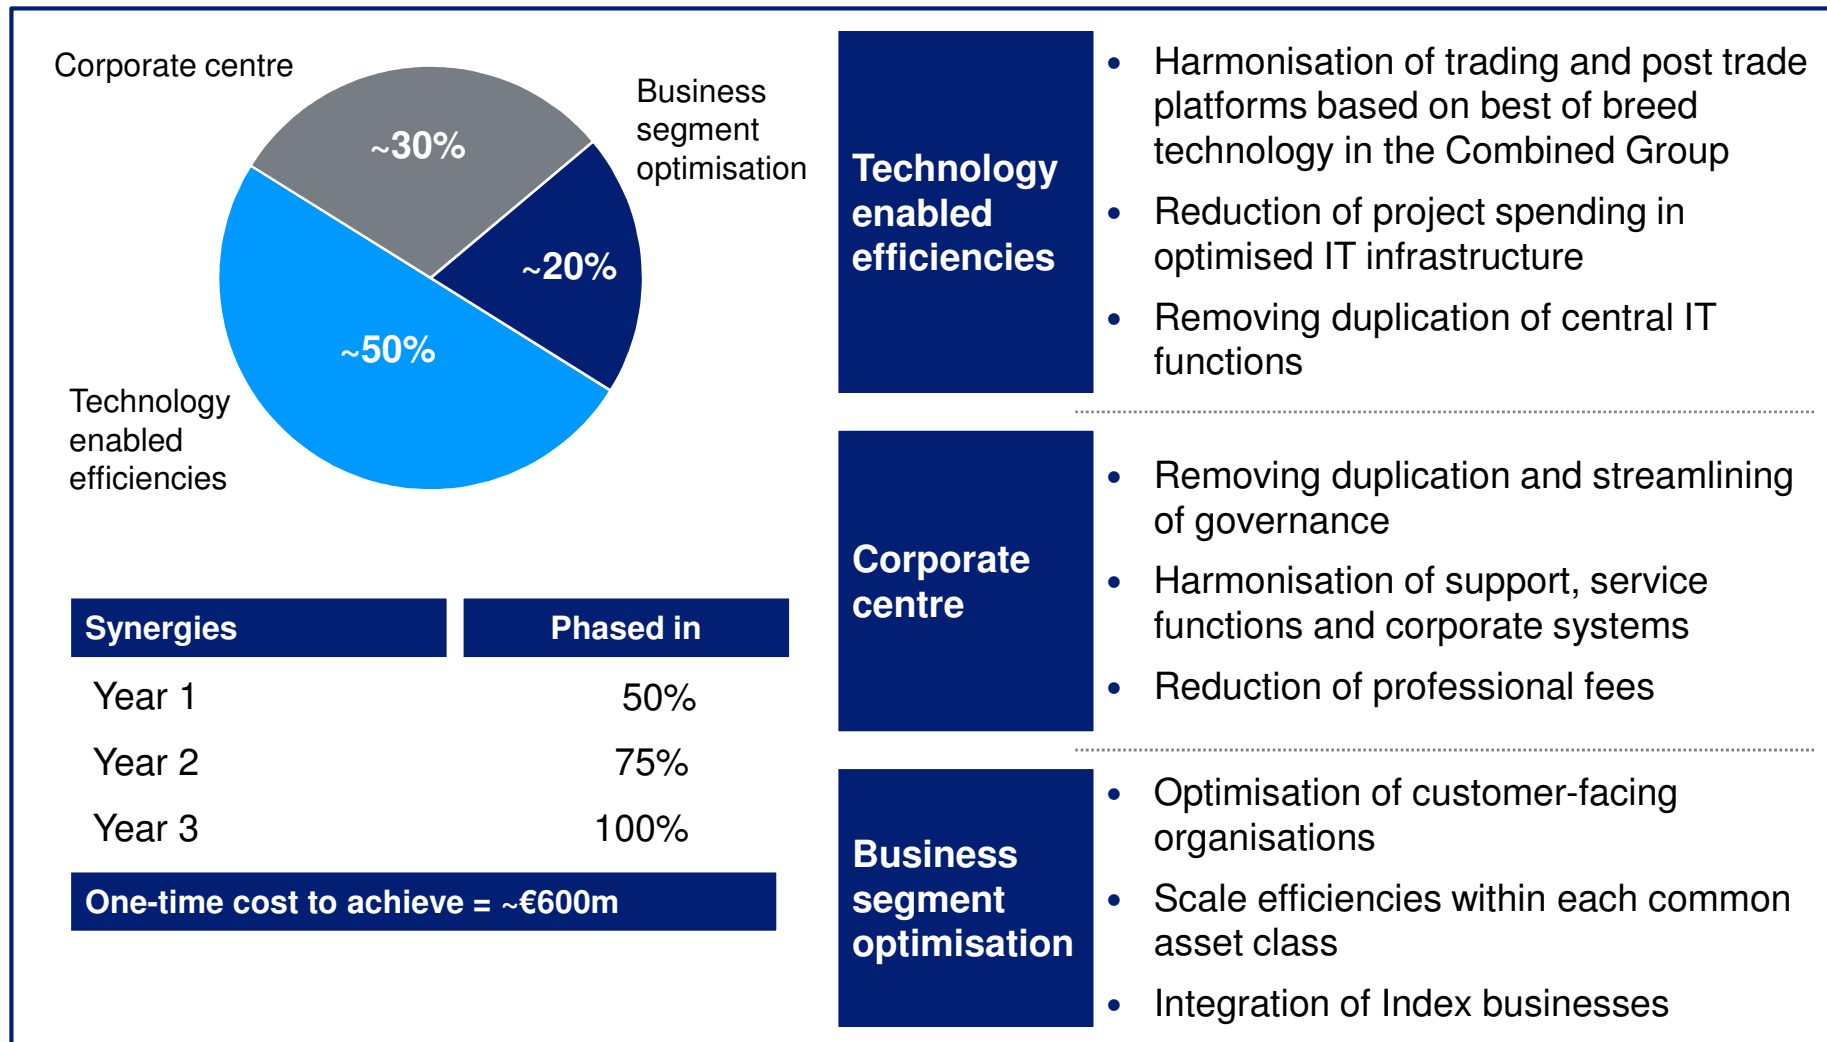 Corporate centre
~30%
Business
segment
optimisation
~20%
~50%
Technology
enabled
efficiencies
Synergies Phased in
Year 1 50%
Year 2 75%
Year 3 100%
One-time cost to achieve = ~€600m
Technology
enabled
efficiencies
• Harmonisation of trading and post trade
platforms based on best of breed
technology in the Combined Group
• Reduction of project spending in
optimised IT infrastructure
• Removing duplication of central IT
functions
Corporate
centre
• Removing duplication and streamlining
of governance
• Harmonisation of support, service
functions and corporate systems
• Reduction of professional fees
Business
segment
optimisation
• Optimisation of customer-facing
organisations
• Scale efficiencies within each common
asset class
• Integration of Index businesses